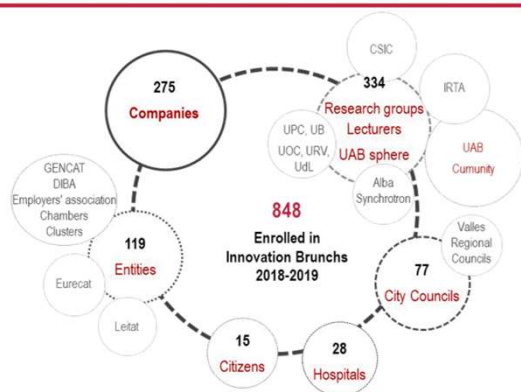 CSIC
275
Companies
334
Research groups
Lecturers
UAB sphere
IRTA
UPC, UB
UOC, URV,
UdL
UAB
Cumunity
Alba
Synchrotron
GENCAT
DIBA
Employers' association
Chambers
Clusters
848
Enrolled in
Innovation Brunchs
2018-2019
Valles
Regional
Councils
119
Entities
77
City Councils
Eurecat
Leitat
15
Citizens
28
Hospitals